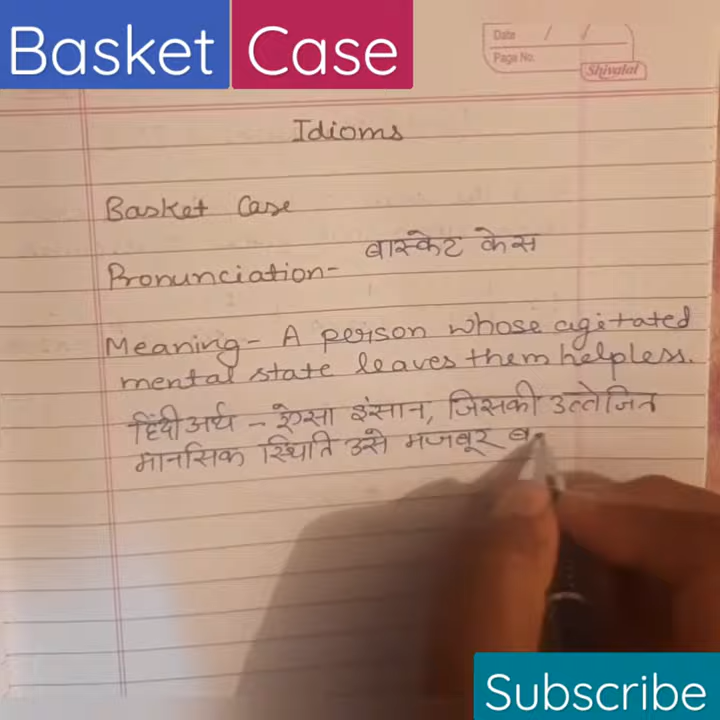 Basket Case
Date / /
Page No.
Shivalal
Idioms
Basket Case
Pronunciation- बास्केट केस
Meaning- A person whose agitated
mental state leaves them helpless.
हिंदी अर्थ - ऐसा इंसान, जिसकी उत्तेजित
मानसिक स्थिति उसे मजबूर
Subscribe